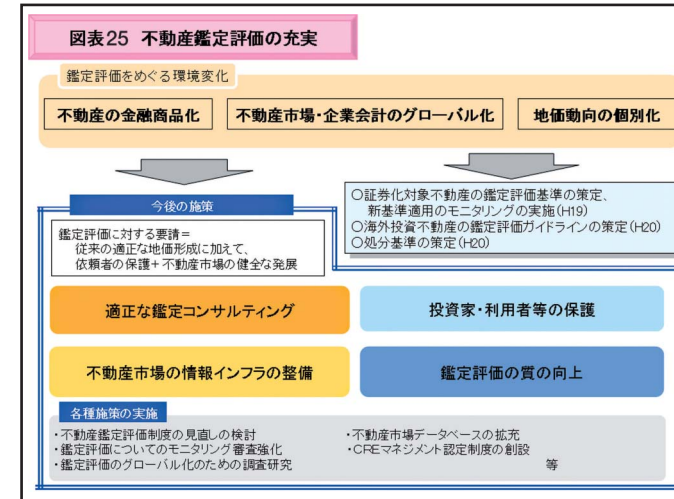 図表25 不動産鑑定評価の充実
鑑定評価をめぐる環境変化
不動産の金融商品化
不動産市場・企業会計のグローバル化
地価動向の個別化
○証券化対象不動産の鑑定評価基準の策定、
新基準適用のモニタリングの実施(H19)
○海外投資不動産の鑑定評価ガイドラインの策定(H20)
○処分基準の策定(H20)
今後の施策
鑑定評価に対する要請=
従来の適正な地価形成に加えて、
依頼者の保護+不動産市場の健全な発展
適正な鑑定コンサルティング
投資家・利用者等の保護
不動産市場の情報インフラの整備
鑑定評価の質の向上
各種施策の実施
・不動産鑑定評価制度の見直しの検討
・鑑定評価についてのモニタリング審査強化
・鑑定評価のグローバル化のための調査研究
・不動産市場データベースの拡充
・CREマネジメント認定制度の創設
等